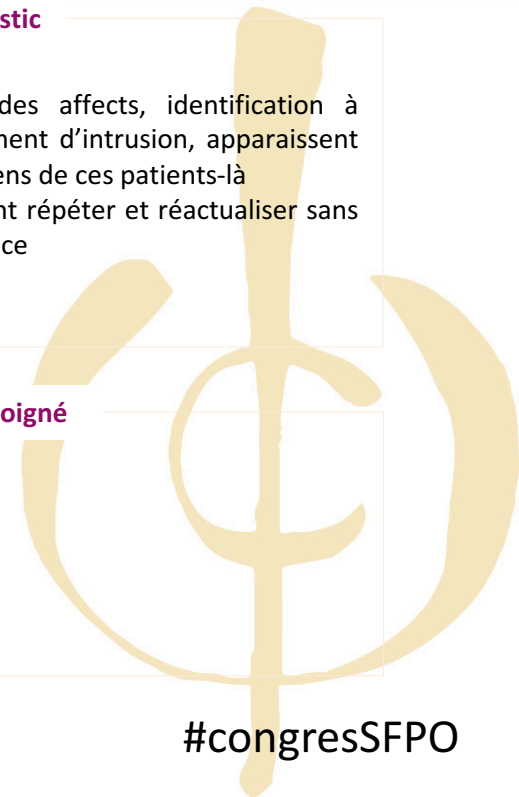 stic
des affects, identification à
ment d’intrusion, apparaissent
ens de ces patients-là
nt répéter et réactualiser sans
ce
oigné
#congresSFPO